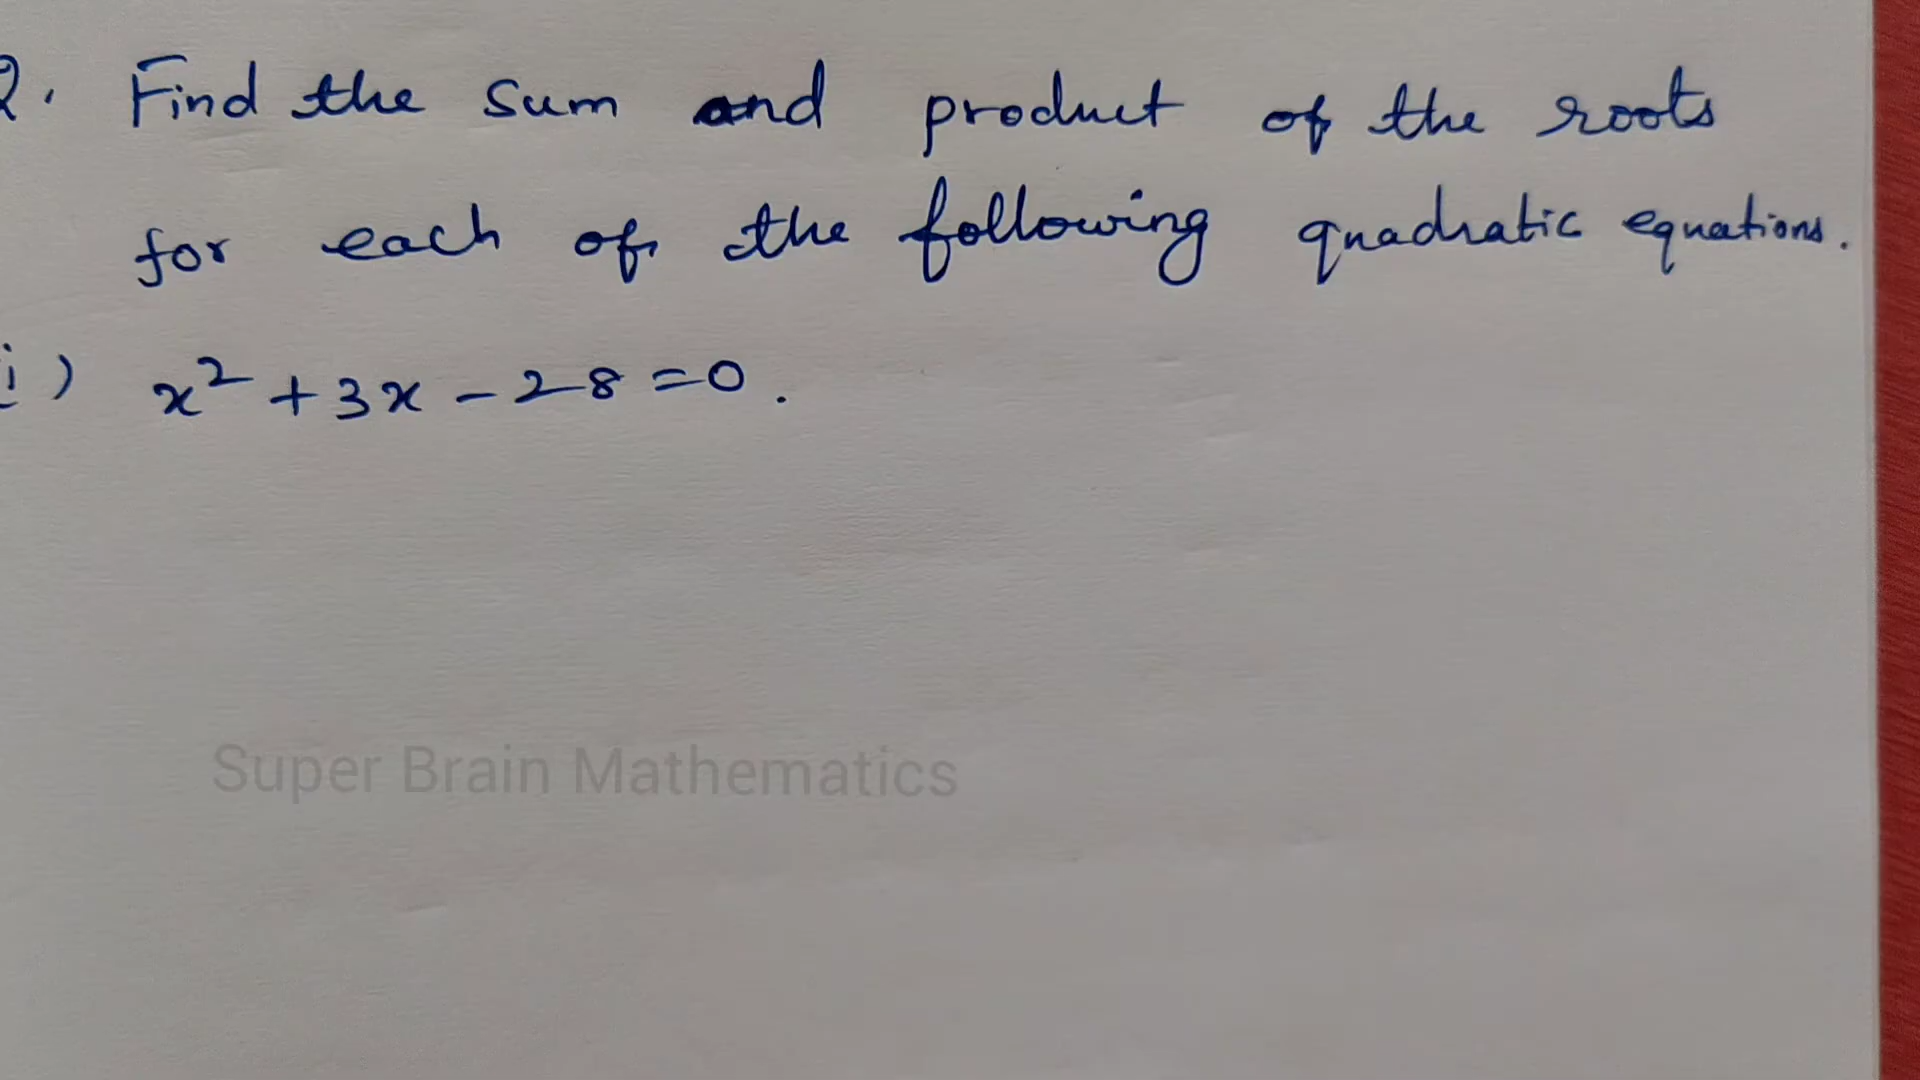 2. Find the sum and product of the roots
for each of the following quadratic equations.
i) x² + 3x - 28 = 0.
Super Brain Mathematics